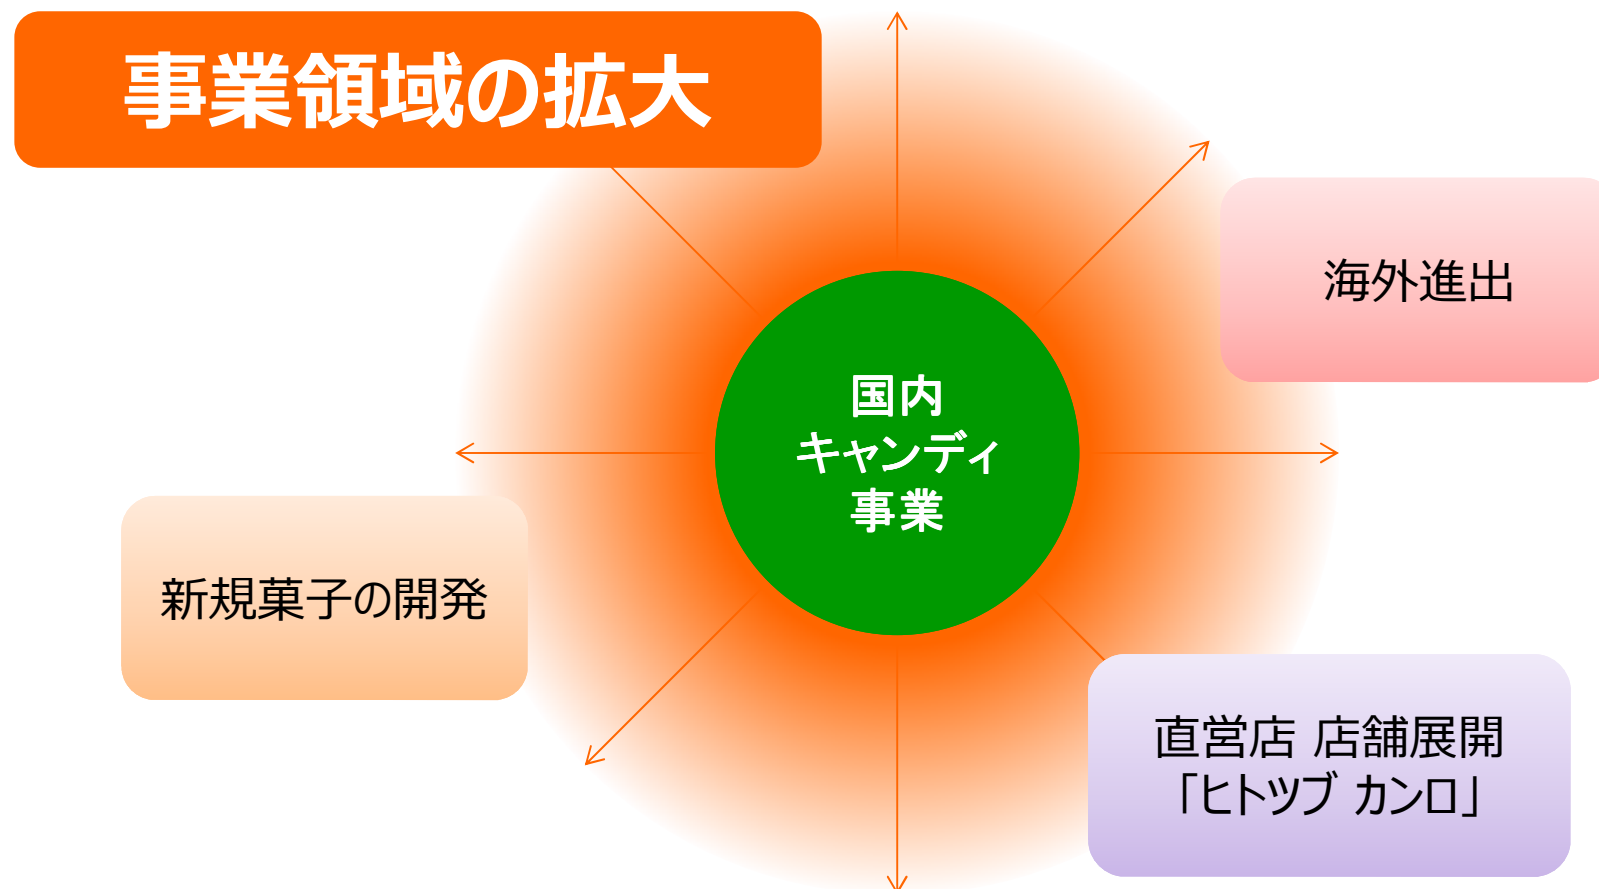 事業領域の拡大
海外進出
国内
キャンディ
事業
新規菓子の開発
直営店 店舗展開
「ヒトツブ カンロ」